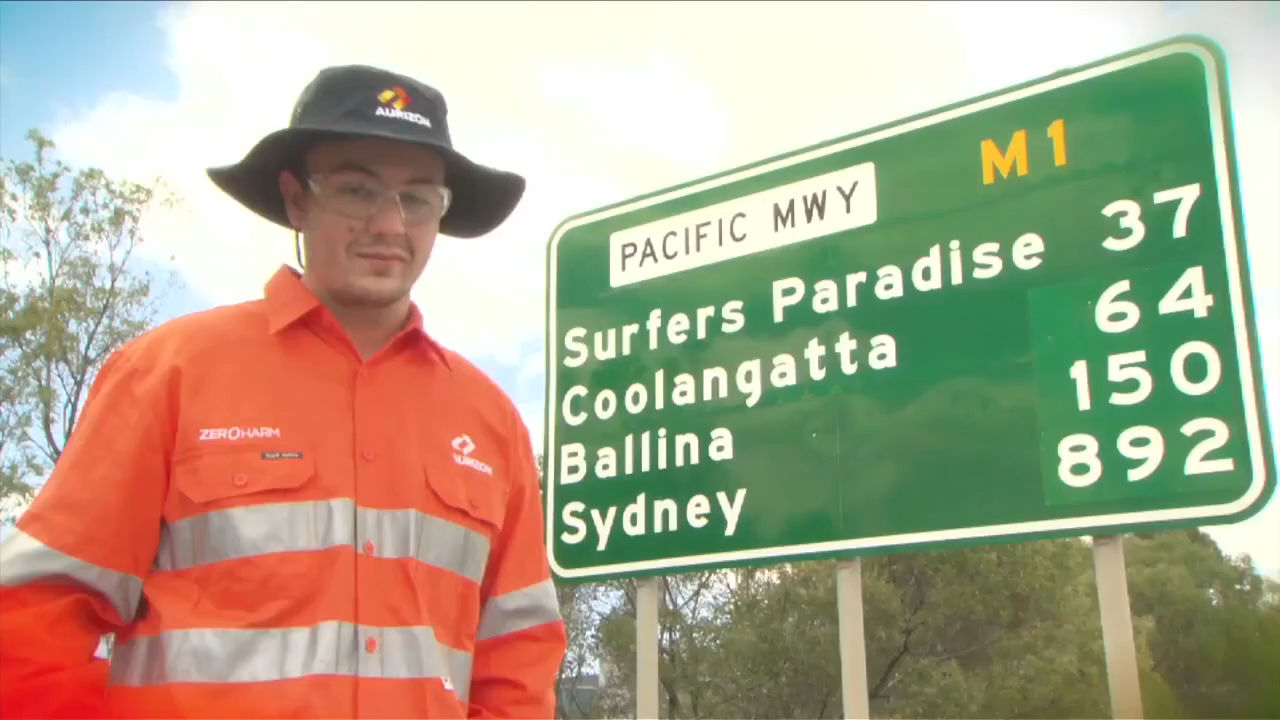 AURIZON
ZEROHARM
AURIZON
M1
PACIFIC MWY
Surfers Paradise 37
Coolangatta 64
Ballina 150
Sydney 892